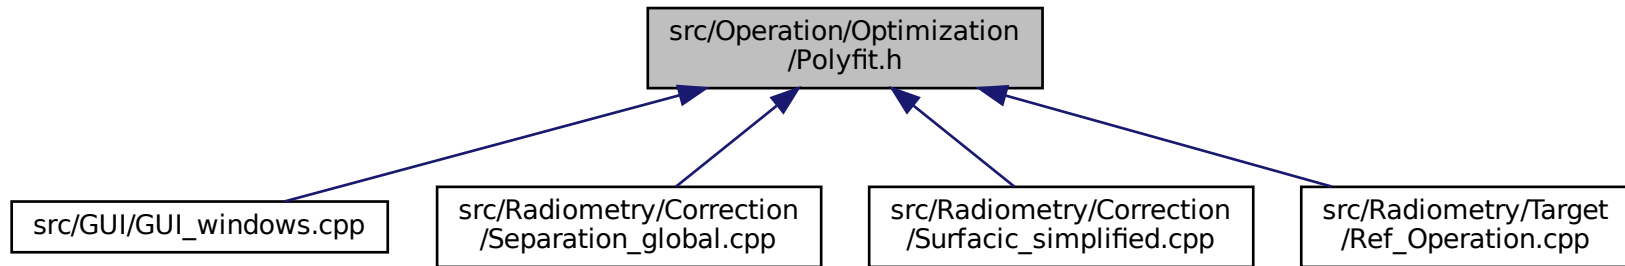 src/Operation/Optimization
/Polyfit.h
src/GUI/GUI_windows.cpp
src/Radiometry/Correction
/Separation_global.cpp
src/Radiometry/Correction
/Surfacic_simplified.cpp
src/Radiometry/Target
/Ref_Operation.cpp